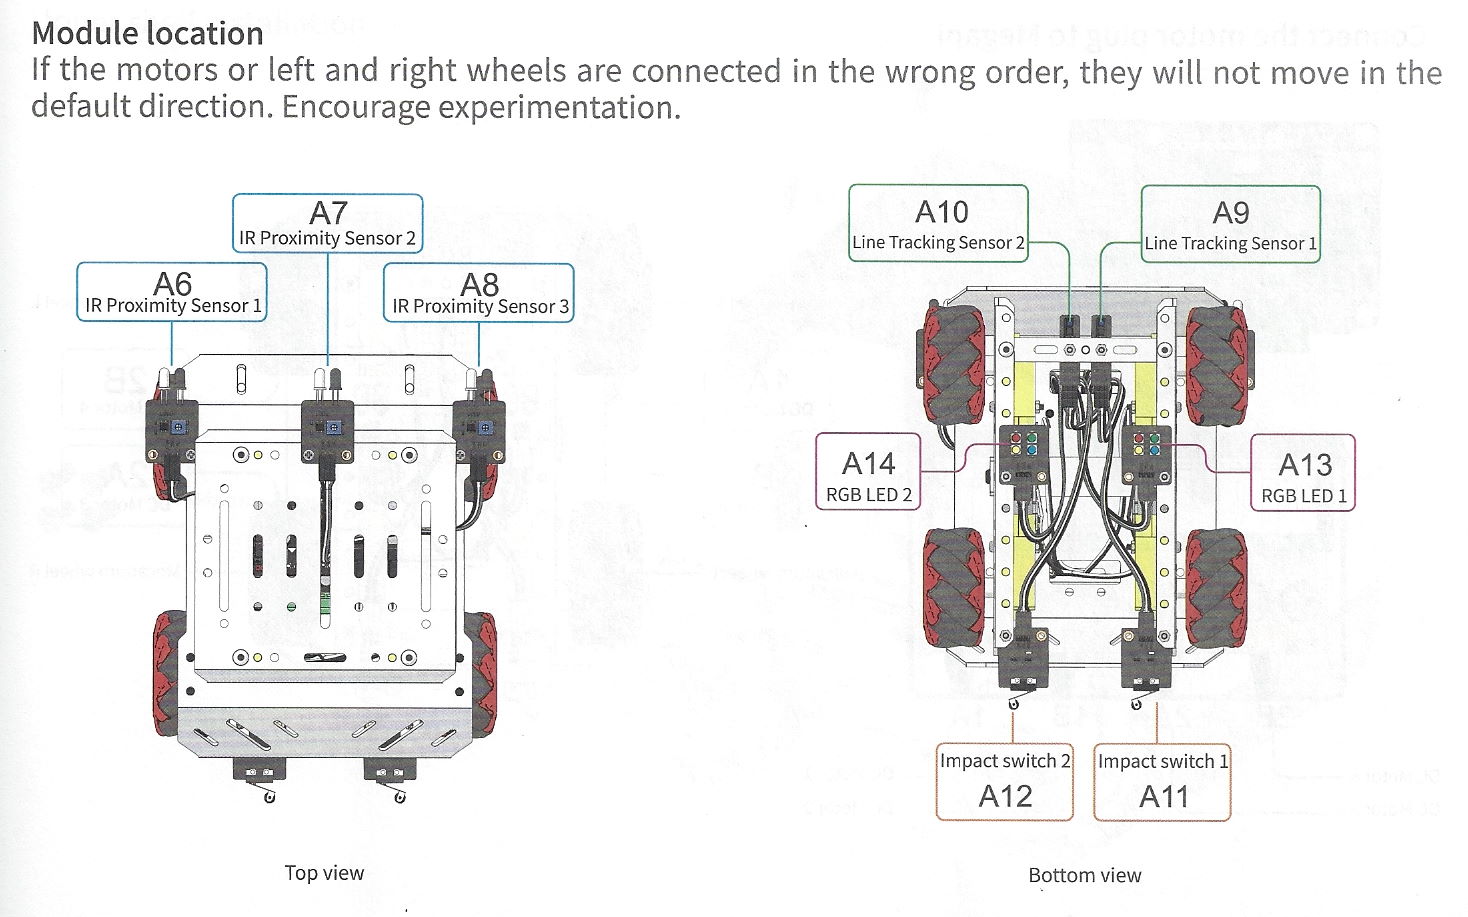 Module location
If the motors or left and right wheels are connected in the wrong order, they will not move in the
default direction. Encourage experimentation.
A7
IR Proximity Sensor 2
A6
IR Proximity Sensor 1
A8
IR Proximity Sensor 3
A10
Line Tracking Sensor 2
A9
Line Tracking Sensor 1
A14
RGB LED 2
A13
RGB LED 1
Impact switch 2
A12
Impact switch 1
A11
Top view
Bottom view